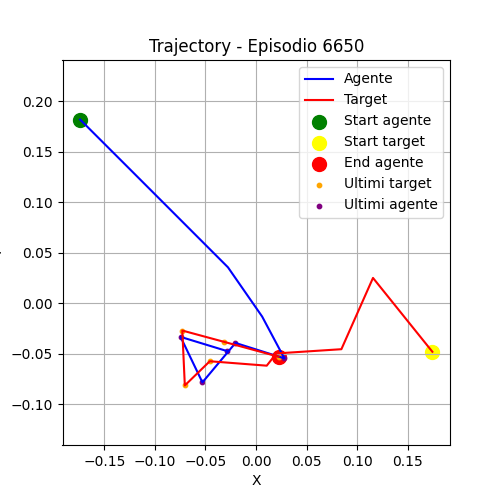 Trajectory - Episodio 6650
Agente
Target
Start agente
Start target
End agente
Ultimi target
Ultimi agente
0.20
0.15
0.10
0.05
0.00
−0.05
−0.10
−0.15
−0.10
−0.05
0.00
0.05
0.10
0.15
X